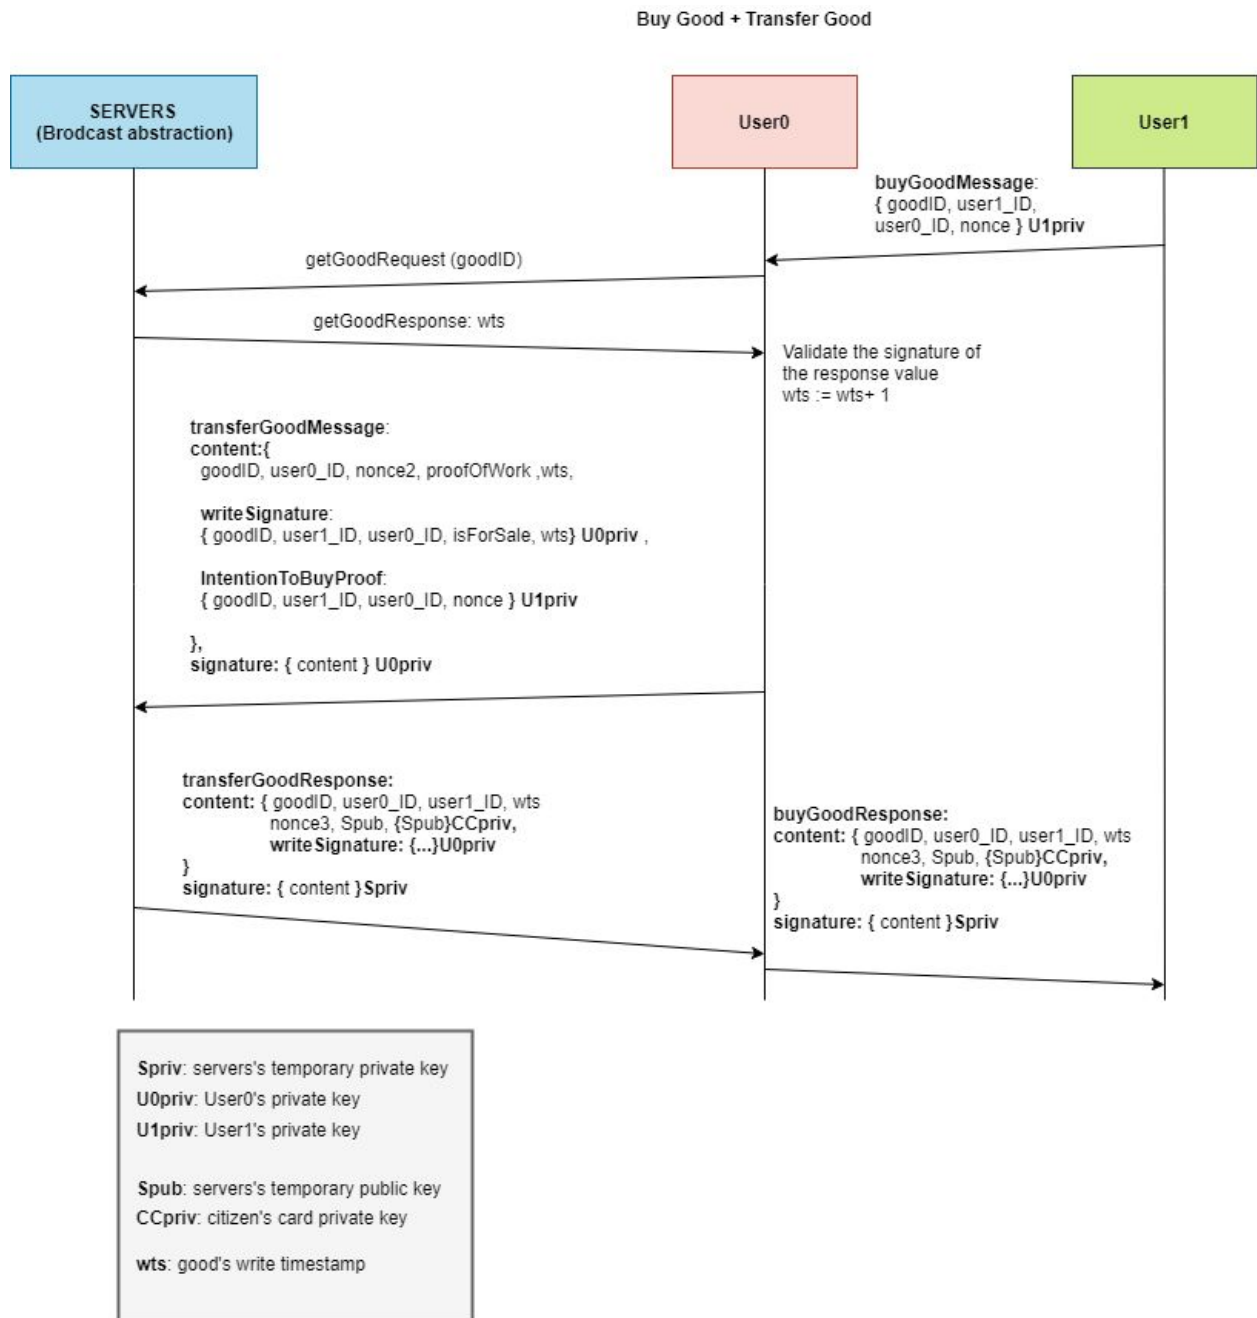 Buy Good + Transfer Good
SERVERS
(Brodcast abstraction)
User0
User1
buyGoodMessage:
{ goodID, user1_ID,
user0_ID, nonce } U1priv
getGoodRequest (goodID)
getGoodResponse: wts
Validate the signature of
the response value
wts := wts+ 1
transferGoodMessage:
content:{
goodID, user0_ID, nonce2, proofOfWork ,wts,
writeSignature:
{ goodID, user1_ID, user0_ID, isForSale, wts} U0priv ,
IntentionToBuyProof:
{ goodID, user1_ID, user0_ID, nonce } U1priv
},
signature: { content } U0priv
transferGoodResponse:
content: { goodID, user0_ID, user1_ID, wts
nonce3, Spub, {Spub}CCpriv,
writeSignature: {...}U0priv
}
signature: { content }Spriv
buyGoodResponse:
content: { goodID, user0_ID, user1_ID, wts
nonce3, Spub, {Spub}CCpriv,
writeSignature: {...}U0priv
}
signature: { content }Spriv
Spriv: servers's temporary private key
U0priv: User0's private key
U1priv: User1's private key
Spub: servers's temporary public key
CCpriv: citizen's card private key
wts: good's write timestamp